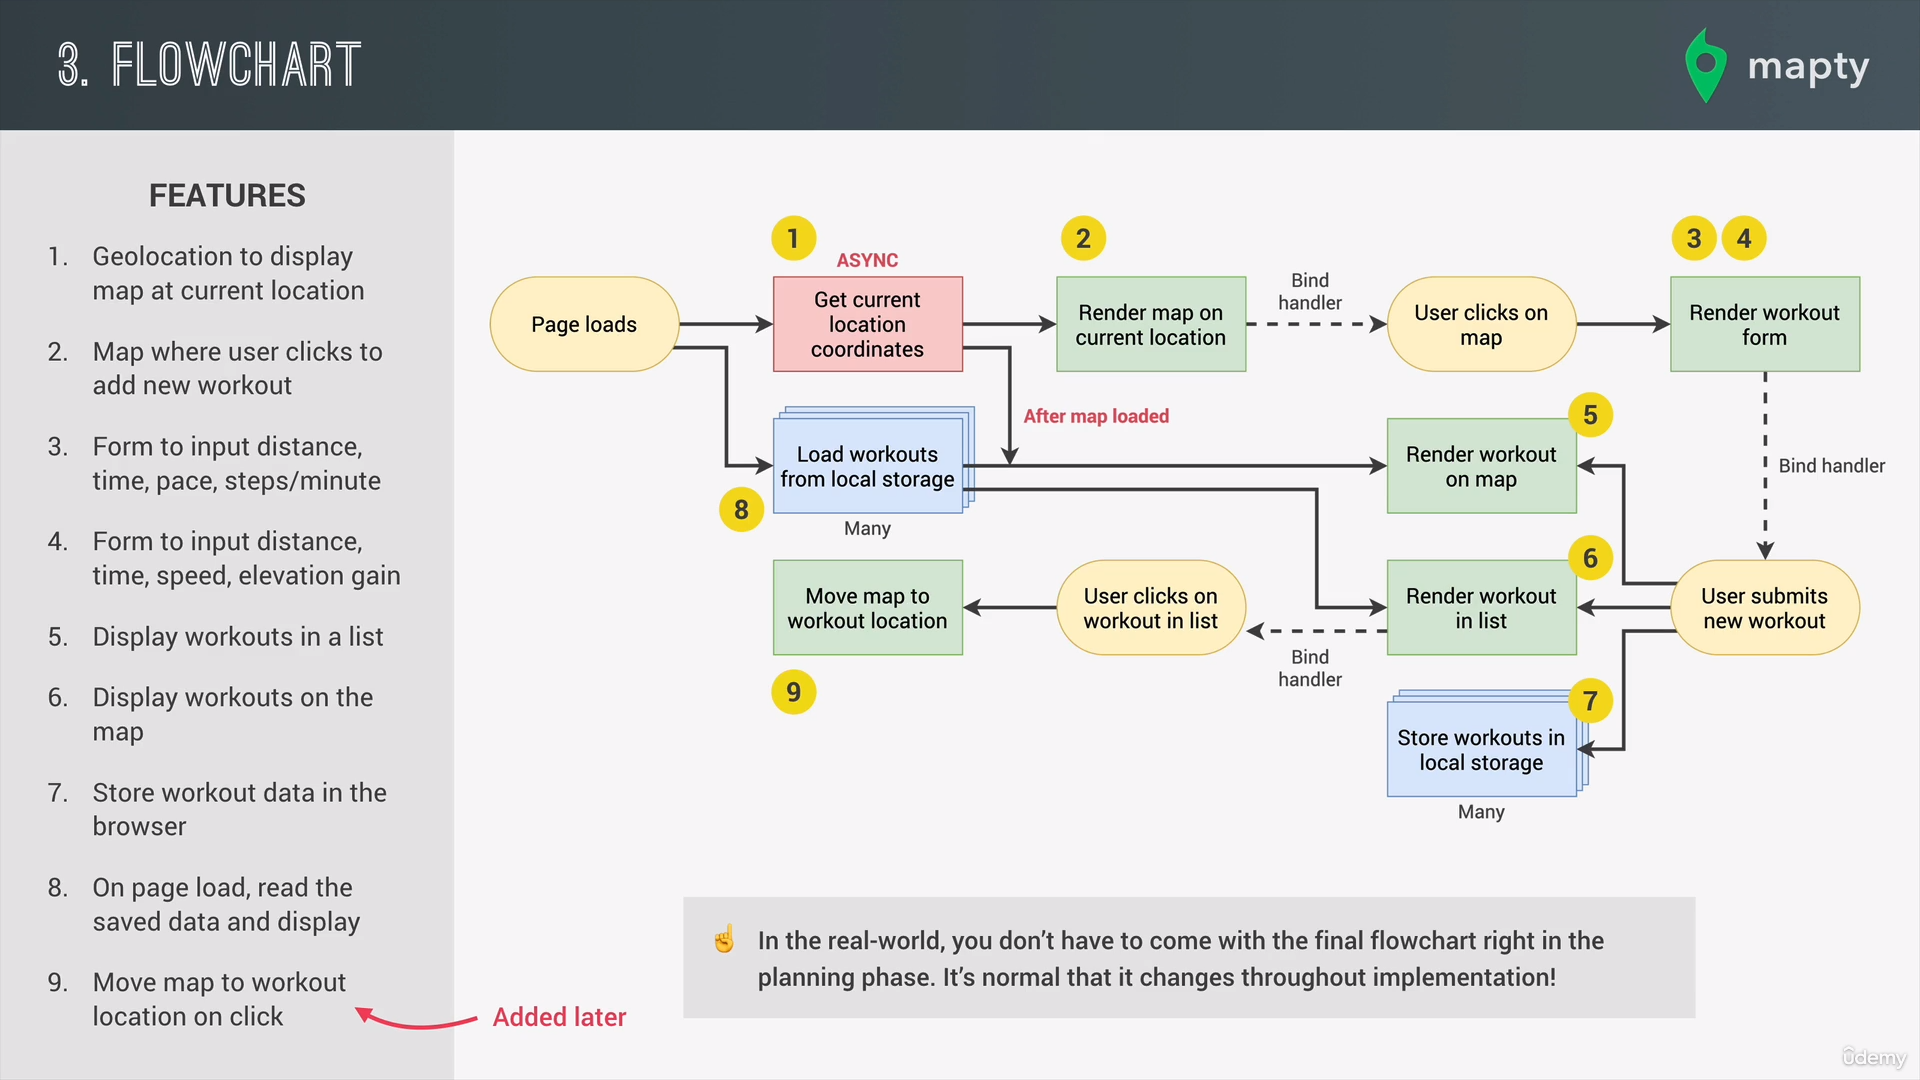 3. FLOWCHART
mapty
FEATURES
1. Geolocation to display
map at current location
2. Map where user clicks to
add new workout
3. Form to input distance,
time, pace, steps/minute
4. Form to input distance,
time, speed, elevation gain
5. Display workouts in a list
6. Display workouts on the
map
7. Store workout data in the
browser
8. On page load, read the
saved data and display
9. Move map to workout
location on click
Added later
Page loads
1
ASYNC
Get current
location
coordinates
2
Render map on
current location
Bind
handler
User clicks on
map
3 4
Render workout
form
After map loaded
Load workouts
from local storage
8
Many
5
Render workout
on map
Bind handler
Move map to
workout location
9
User clicks on
workout in list
Bind
handler
6
Render workout
in list
User submits
new workout
7
Store workouts in
local storage
Many
☝️ In the real-world, you don’t have to come with the final flowchart right in the
planning phase. It’s normal that it changes throughout implementation!
ûdemy